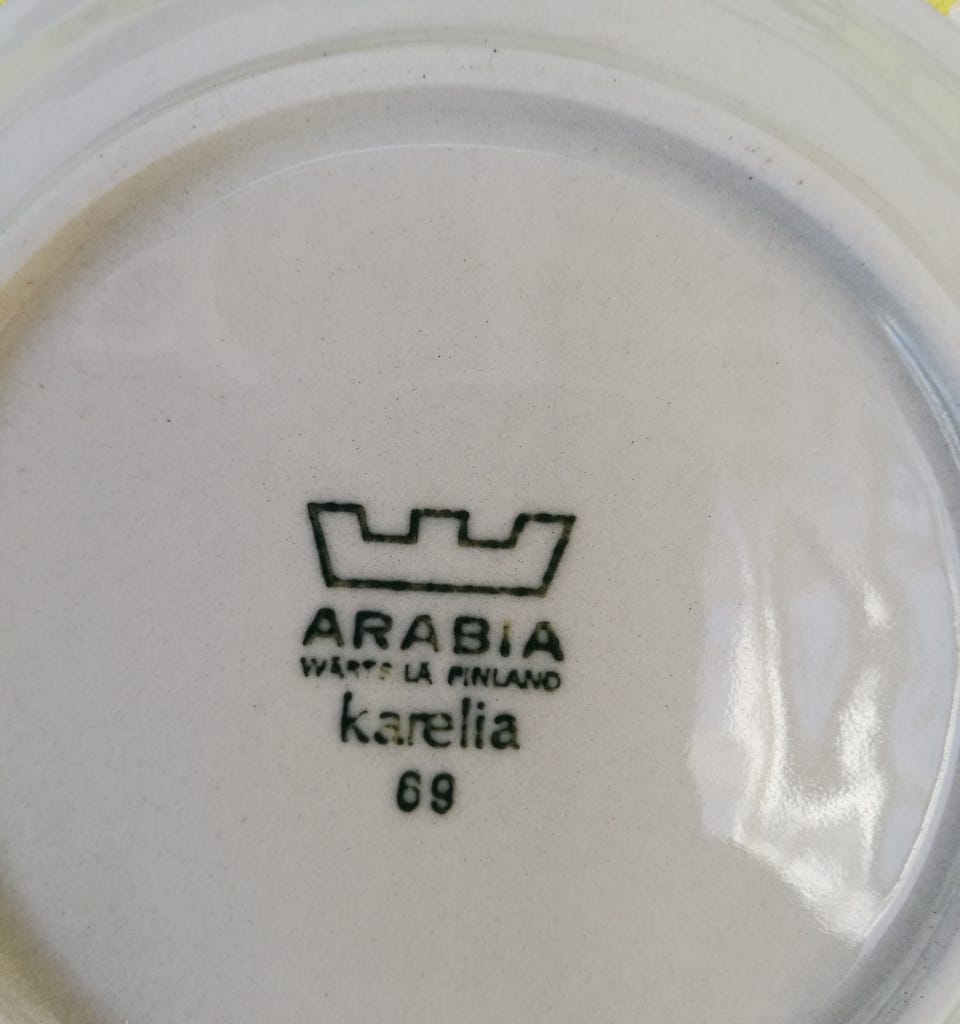 ARABIA
WÄRTSILÄ FINLAND
karelia
69